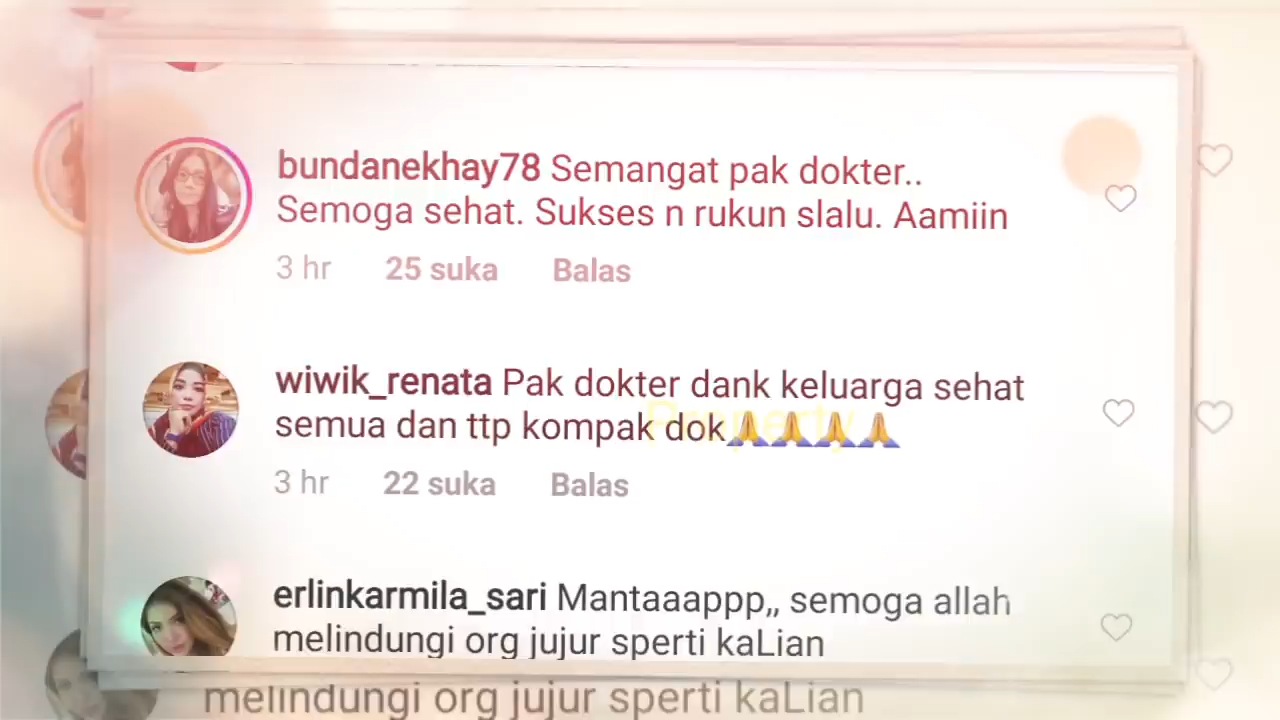 bundanekhay78 Semangat pak dokter..
Semoga sehat. Sukses n rukun slalu. Aamiin
3 hr 25 suka Balas
wiwik_renata Pak dokter dank keluarga sehat
semua dan ttp kompak dok🙏🙏🙏🙏
Property
3 hr 22 suka Balas
erlinkarmila_sari Mantaaappp,, semoga allah
melindungi org jujur sperti kaLian
melindungi org jujur sperti kaLian